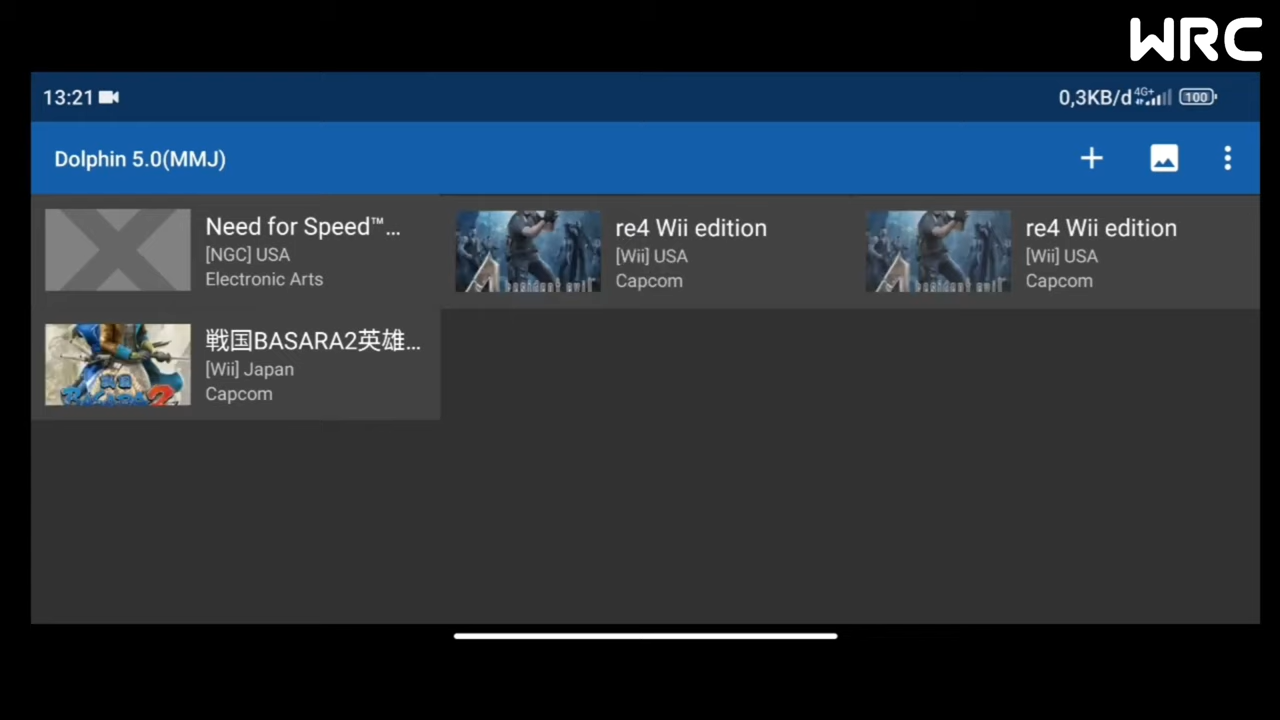 WRC
13:21
0,3KB/d 4G+ 100
Dolphin 5.0(MMJ)
Need for Speed™...
[NGC] USA
Electronic Arts
re4 Wii edition
[Wii] USA
Capcom
re4 Wii edition
[Wii] USA
Capcom
戦国BASARA2英雄...
[Wii] Japan
Capcom